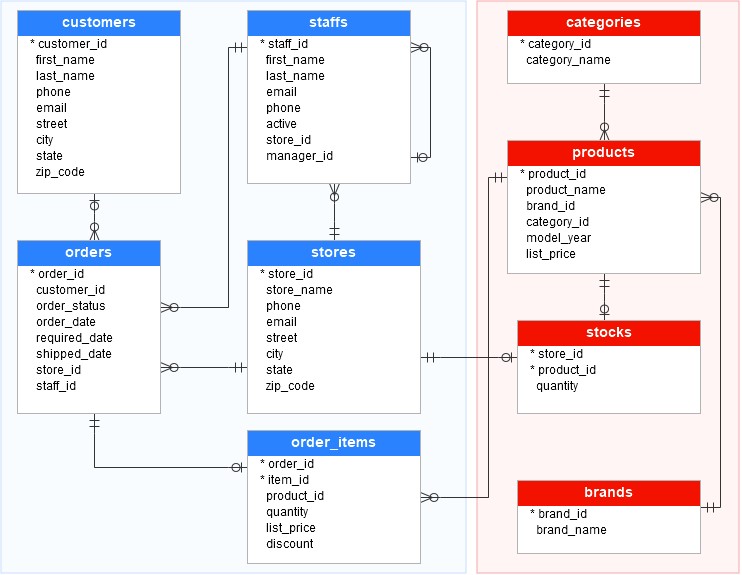 customers
* customer_id
first_name
last_name
phone
email
street
city
state
zip_code
staffs
* staff_id
first_name
last_name
email
phone
active
store_id
manager_id
categories
* category_id
category_name
products
* product_id
product_name
brand_id
category_id
model_year
list_price
orders
* order_id
customer_id
order_status
order_date
required_date
shipped_date
store_id
staff_id
stores
* store_id
store_name
phone
email
street
city
state
zip_code
stocks
* store_id
* product_id
quantity
order_items
* order_id
* item_id
product_id
quantity
list_price
discount
brands
* brand_id
brand_name